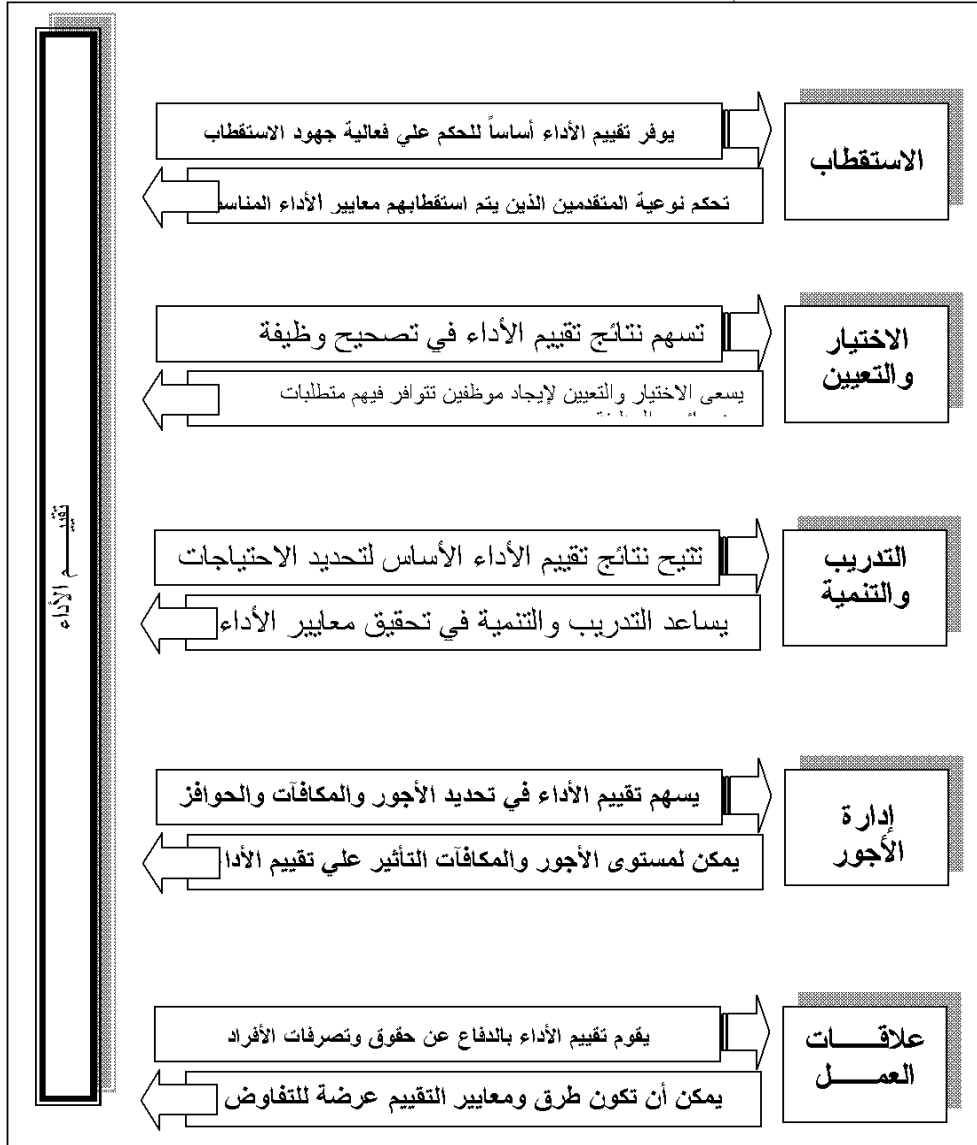 الاستقطاب
يوفر تقييم الأداء أساساً للحكم علي فعالية جهود الاستقطاب
تحكم نوعية المتقدمين الذين يتم استقطابهم معايير الأداء المناسب
الاختيار
والتعيين
تسهم نتائج تقييم الأداء في تصحيح وظيفة
يسعى الاختيار والتعيين لإيجاد موظفين تتوافر فيهم متطلبات
التدريب
والتنمية
تتيح نتائج تقييم الأداء الأساس لتحديد الاحتياجات
يساعد التدريب والتنمية في تحقيق معايير الأداء
إدارة
الأجور
يسهم تقييم الأداء في تحديد الأجور والمكافآت والحوافز
يمكن لمستوى الأجور والمكافآت التأثير علي تقييم الأدا
علاقـــات
العمـــــل
يقوم تقييم الأداء بالدفاع عن حقوق وتصرفات الأفراد
يمكن أن تكون طرق ومعايير التقييم عرضة للتفاوض
تقييـــــم الأداء